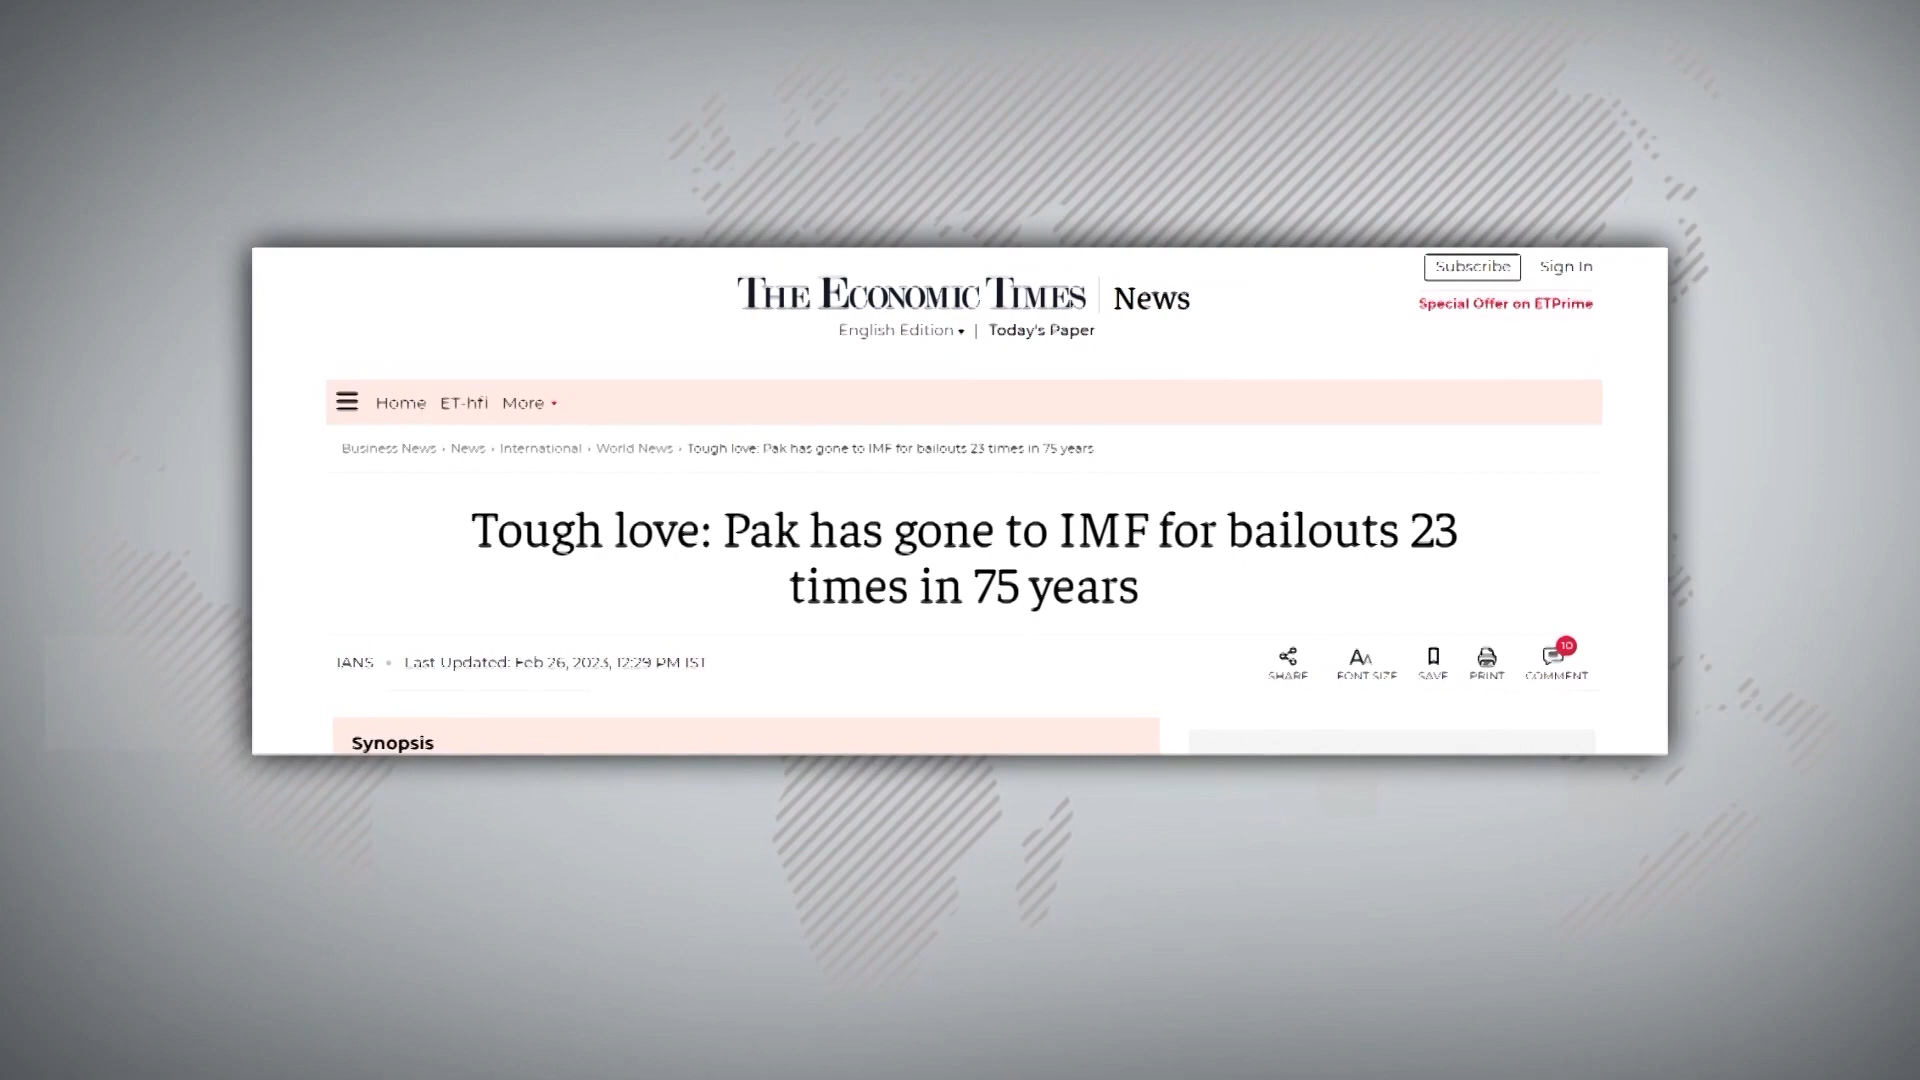 Subscribe Sign In
THE ECONOMIC TIMES News
Special Offer on ETPrime
English Edition | Today's Paper
Home ET-hfi More
Business News › News › International › World News › Tough love: Pak has gone to IMF for bailouts 23 times in 75 years
Tough love: Pak has gone to IMF for bailouts 23
times in 75 years
IANS • Last Updated: Feb 26, 2023, 12:29 PM IST
10
SHARE FONT SIZE SAVE PRINT COMMENT
Synopsis